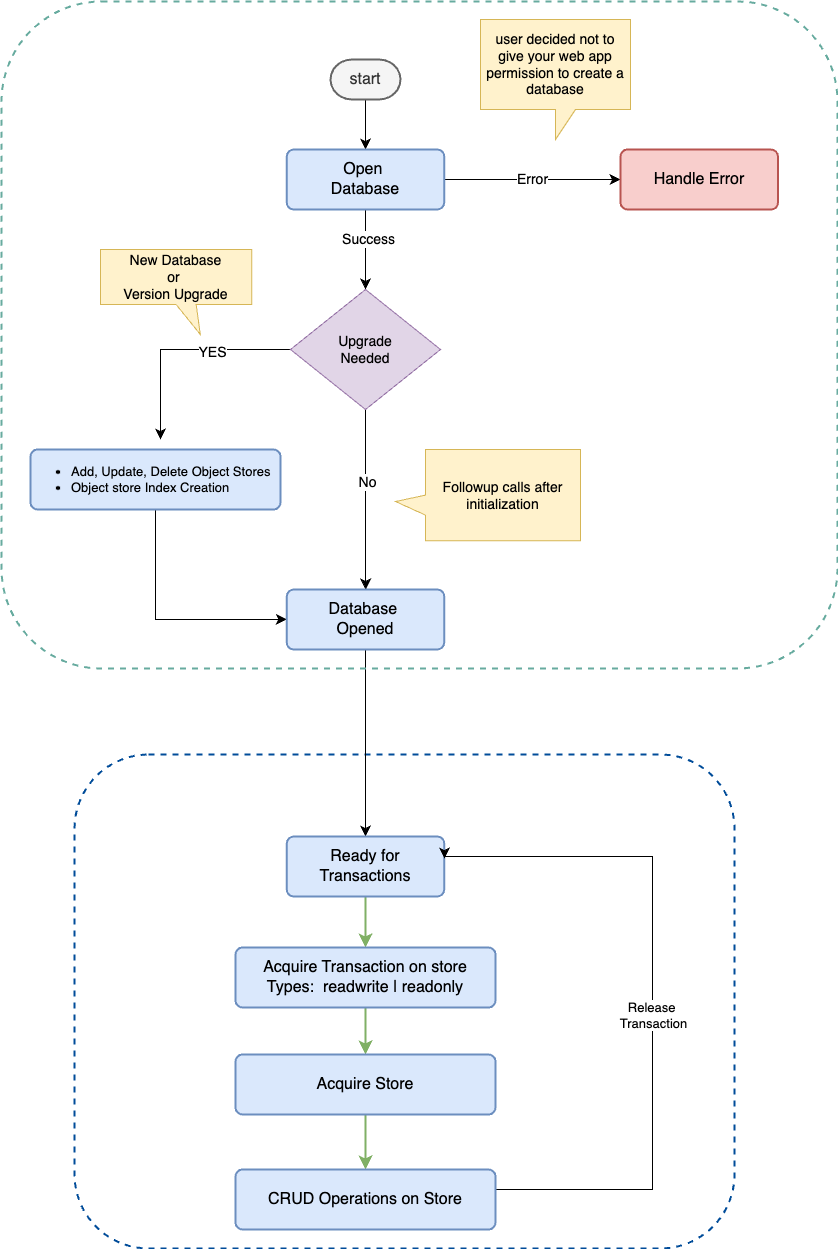 start
user decided not to
give your web app
permission to create a
database
Open
Database
Error
Handle Error
Success
New Database
or
Version Upgrade
Upgrade
Needed
YES
• Add, Update, Delete Object Stores
• Object store Index Creation
No
Followup calls after
initialization
Database
Opened
Ready for
Transactions
Acquire Transaction on store
Types: readwrite | readonly
Release
Transaction
Acquire Store
CRUD Operations on Store